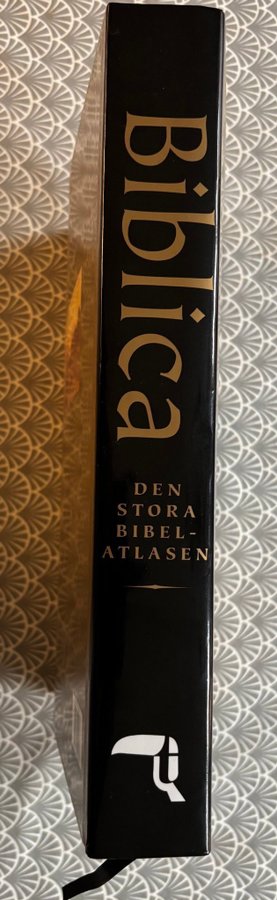 Biblica
DEN
STORA
BIBEL-
ATLASEN